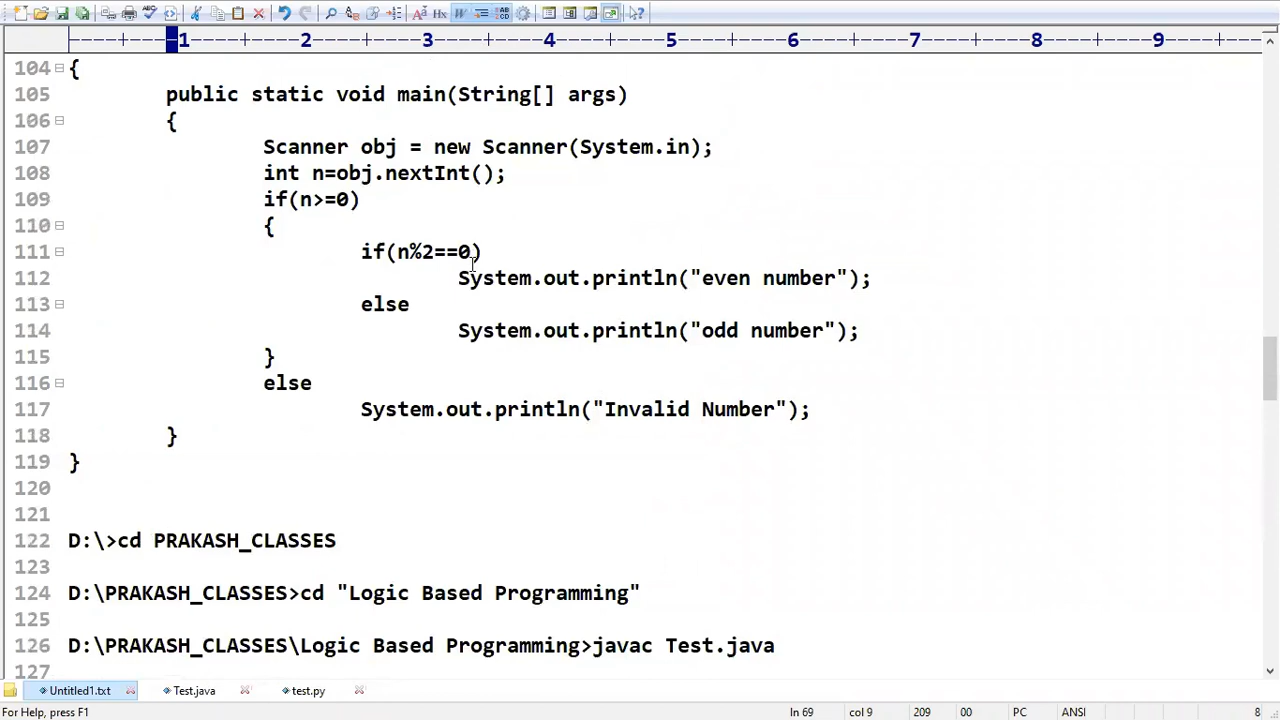 1 2 3 4 5 6 7 8 9
104 {
105 public static void main(String[] args)
106 {
107 Scanner obj = new Scanner(System.in);
108 int n=obj.nextInt();
109 if(n>=0)
110 {
111 if(n%2==0)
112 System.out.println("even number");
113 else
114 System.out.println("odd number");
115 }
116 else
117 System.out.println("Invalid Number");
118 }
119 }
120
121
122 D:\>cd PRAKASH_CLASSES
123
124 D:\PRAKASH_CLASSES>cd "Logic Based Programming"
125
126 D:\PRAKASH_CLASSES\Logic Based Programming>javac Test.java
127
Untitled1.txt Test.java test.py
For Help, press F1 ln 69 col 9 209 00 PC ANSI 8